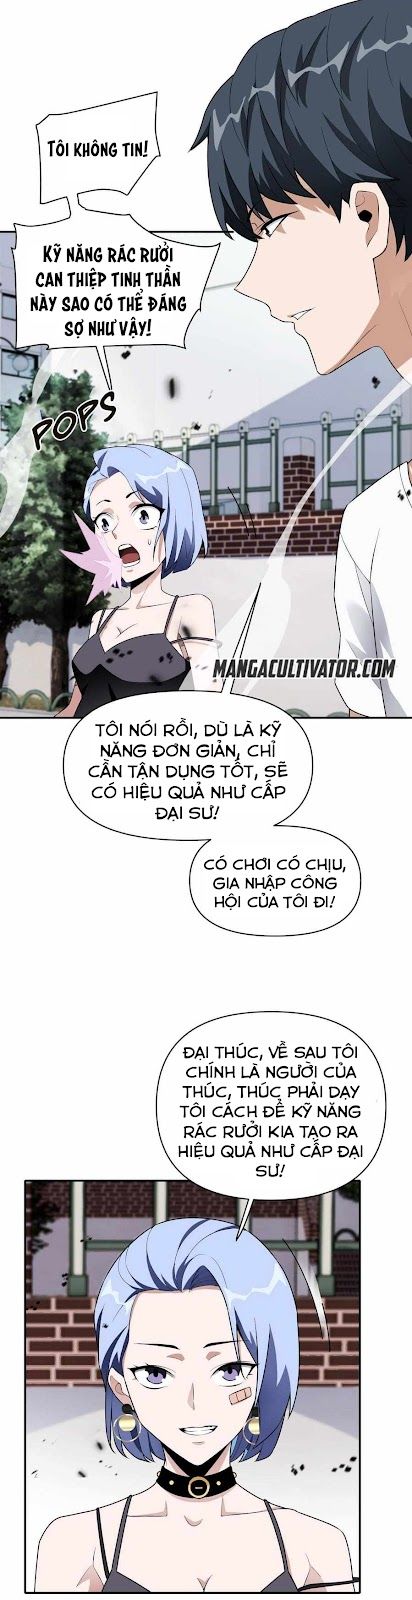 TÔI KHÔNG TIN!
KỸ NĂNG RÁC RƯỞI
CAN THIỆP TINH THẦN
NÀY SAO CÓ THỂ ĐÁNG
SỢ NHƯ VẬY!
POPS
MANGACULTIVATOR.COM
TÔI NÓI RỒI, DÙ LÀ KỸ
NĂNG ĐƠN GIẢN, CHỈ
CẦN TẬN DỤNG TỐT, SẼ
CÓ HIỆU QUẢ NHƯ CẤP
ĐẠI SƯ!
CÓ CHƠI CÓ CHỊU,
GIA NHẬP CÔNG
HỘI CỦA TÔI ĐI!
ĐẠI THÚC, VỀ SAU TÔI
CHÍNH LÀ NGƯỜI CỦA
THÚC, THÚC PHẢI DẠY
TÔI CÁCH ĐỂ KỸ NĂNG
RÁC RƯỞI KIA TẠO RA
HIỆU QUẢ NHƯ CẤP ĐẠI
SƯ!